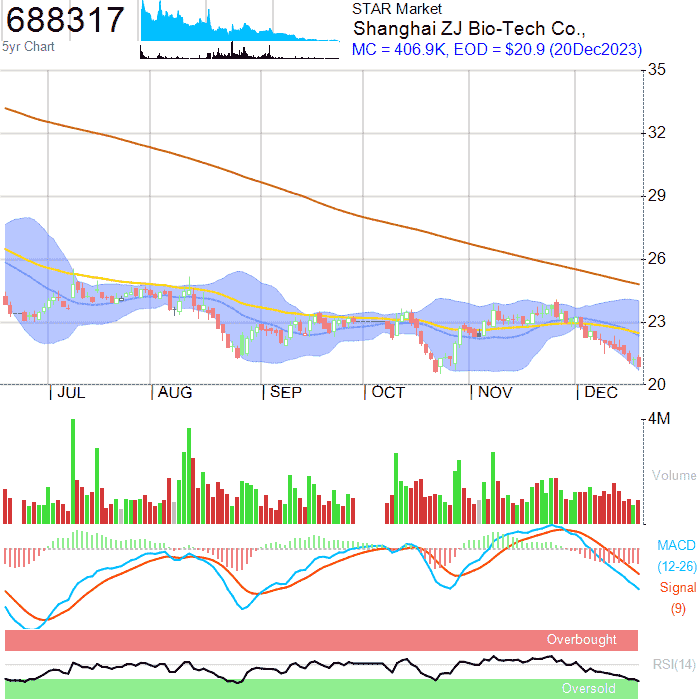 688317
5yr Chart
STAR Market
Shanghai ZJ Bio-Tech Co.,
MC = 406.9K, EOD = $20.9 (20Dec2023)
35
32
29
26
23
20
| JUL | AUG | SEP | OCT | NOV | DEC
4M
Volume
MACD
(12-26)
Signal
(9)
Overbought
RSI(14)
Oversold